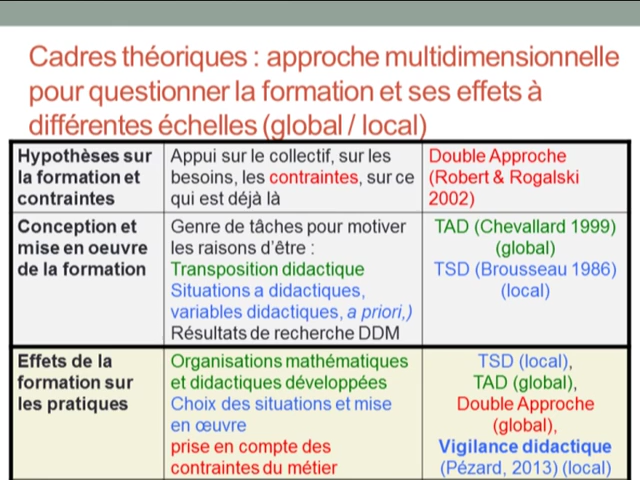 Cadres théoriques : approche multidimensionnelle
pour questionner la formation et ses effets à
différentes échelles (global / local)
Hypothèses sur
la formation et
contraintes
Appui sur le collectif, sur les
besoins, les contraintes, sur ce
qui est déjà là
Double Approche
(Robert & Rogalski
2002)
Conception et
mise en oeuvre
de la formation
Genre de tâches pour motiver
les raisons d'être :
Transposition didactique
Situations a didactiques,
variables didactiques, a priori,)
Résultats de recherche DDM
TAD (Chevallard 1999)
(global)
TSD (Brousseau 1986)
(local)
Effets de la
formation sur
les pratiques
Organisations mathématiques
et didactiques développées
Choix des situations et mise
en œuvre
prise en compte des
contraintes du métier
TSD (local),
TAD (global),
Double Approche
(global),
Vigilance didactique
(Pézard, 2013) (local)